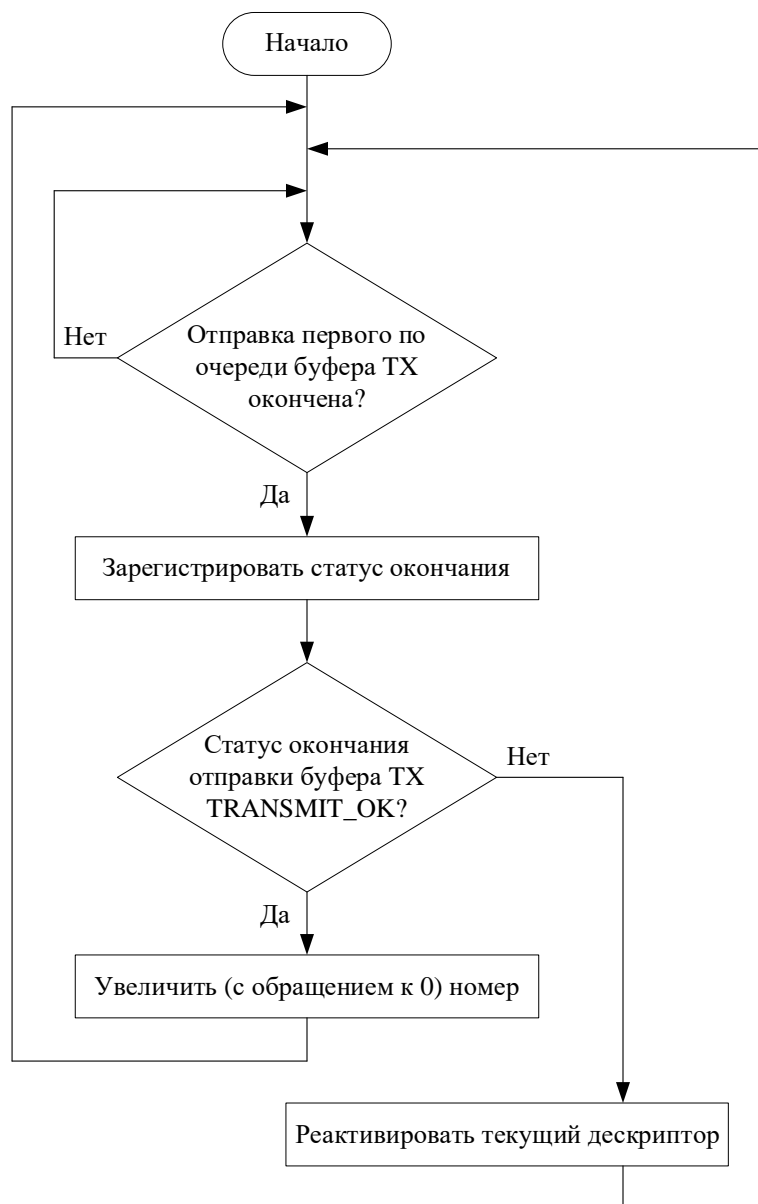 Начало
Нет
Отправка первого по
очереди буфера TX
окончена?
Да
Зарегистрировать статус окончания
Статус окончания
отправки буфера TX
TRANSMIT_OK?
Нет
Да
Увеличить (с обращением к 0) номер
Реактивировать текущий дескриптор